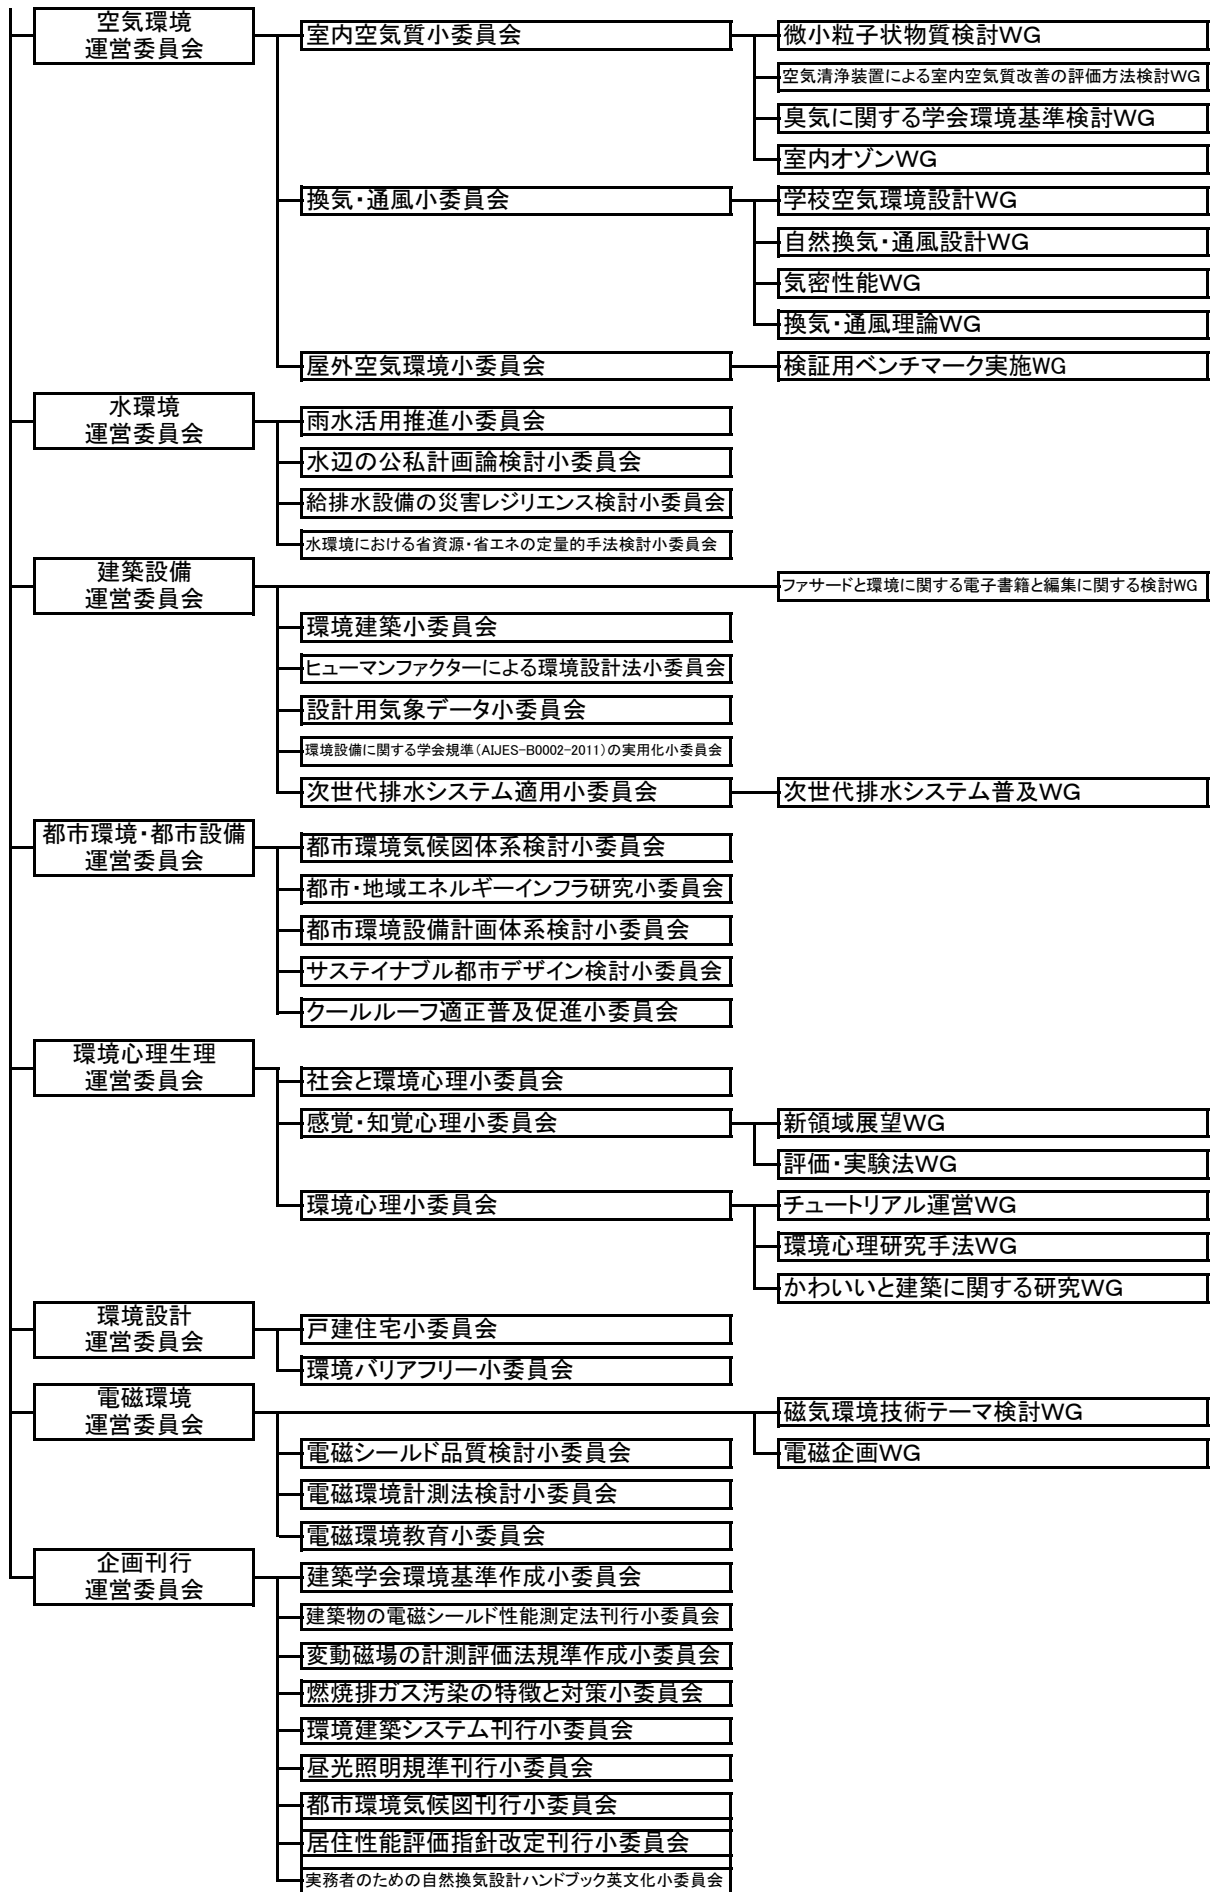 空気環境
運営委員会
室内空気質小委員会
微小粒子状物質検討WG
空気清浄装置による室内空気質改善の評価方法検討WG
臭気に関する学会環境基準検討WG
室内オゾンWG
換気・通風小委員会
学校空気環境設計WG
自然換気・通風設計WG
気密性能WG
換気・通風理論WG
屋外空気環境小委員会
検証用ベンチマーク実施WG
水環境
運営委員会
雨水活用推進小委員会
水辺の公私計画論検討小委員会
給排水設備の災害レジリエンス検討小委員会
水環境における省資源・省エネの定量的手法検討小委員会
建築設備
運営委員会
ファサードと環境に関する電子書籍と編集に関する検討WG
環境建築小委員会
ヒューマンファクターによる環境設計法小委員会
設計用気象データ小委員会
環境設備に関する学会規準（AIJES-B0002-2011）の実用化小委員会
次世代排水システム適用小委員会
次世代排水システム普及WG
都市環境・都市設備
運営委員会
都市環境気候図体系検討小委員会
都市・地域エネルギーインフラ研究小委員会
都市環境設備計画体系検討小委員会
サステイナブル都市デザイン検討小委員会
クールルーフ適正普及促進小委員会
環境心理生理
運営委員会
社会と環境心理小委員会
感覚・知覚心理小委員会
新領域展望WG
評価・実験法WG
環境心理小委員会
チュートリアル運営WG
環境心理研究手法WG
かわいいと建築に関する研究WG
環境設計
運営委員会
戸建住宅小委員会
環境バリアフリー小委員会
電磁環境
運営委員会
磁気環境技術テーマ検討WG
電磁企画WG
電磁シールド品質検討小委員会
電磁環境計測法検討小委員会
電磁環境教育小委員会
企画刊行
運営委員会
建築学会環境基準作成小委員会
建築物の電磁シールド性能測定法刊行小委員会
変動磁場の計測評価法規準作成小委員会
燃焼排ガス汚染の特徴と対策小委員会
環境建築システム刊行小委員会
昼光照明規準刊行小委員会
都市環境気候図刊行小委員会
居住性能評価指針改定刊行小委員会
実務者のための自然換気設計ハンドブック英文化小委員会